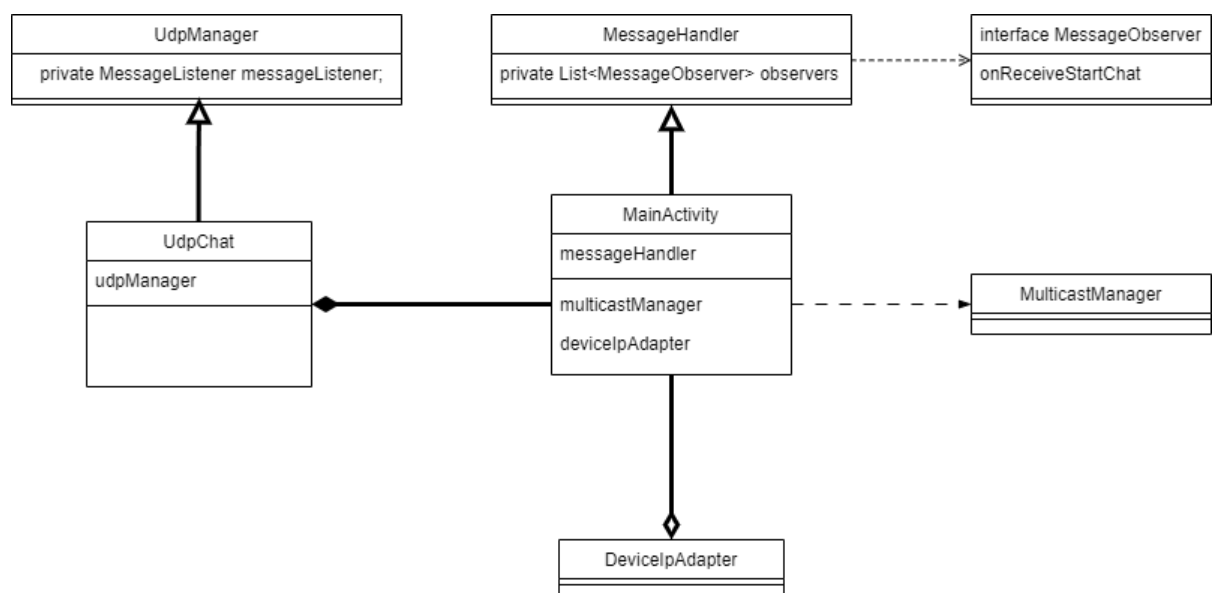 UdpManager
private MessageListener messageListener;
MessageHandler
private List<MessageObserver> observers
interface MessageObserver
onReceiveStartChat
UdpChat
udpManager
MainActivity
messageHandler
multicastManager
deviceIpAdapter
MulticastManager
DeviceIpAdapter